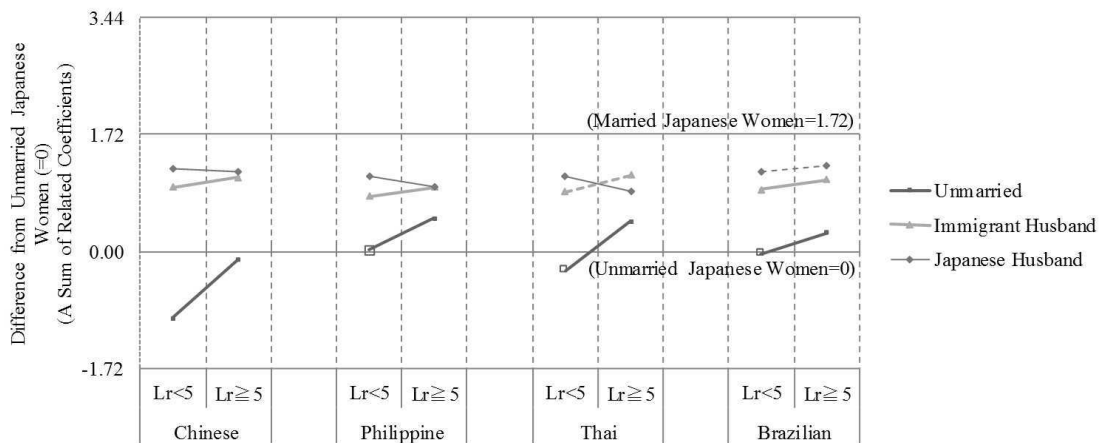 Difference from Unmarried Japanese
Women (=0)
(A Sum of Related Coefficients)
3.44
1.72
0.00
-1.72
(Married Japanese Women=1.72)
(Unmarried Japanese Women=0)
Unmarried
Immigrant Husband
Japanese Husband
Lr<5 Lr≧5 Lr<5 Lr≧5 Lr<5 Lr≧5 Lr<5 Lr≧5
Chinese Philippine Thai Brazilian